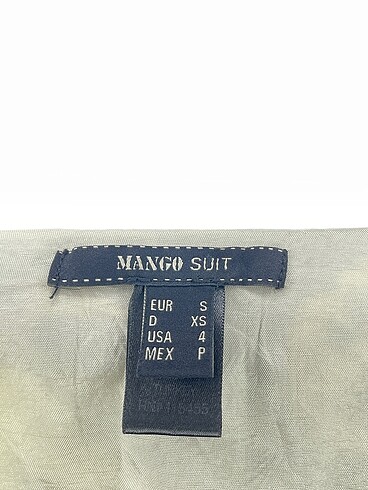 MANGO SUIT
EUR S
D XS
USA 4
MEX P